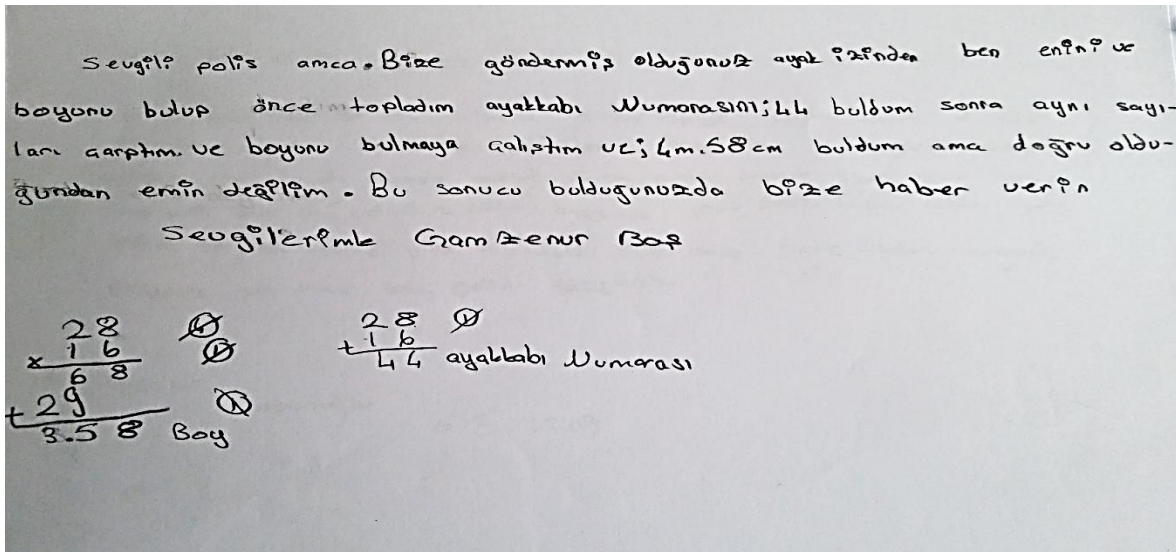 Sevgili polis amca. Bize göndermiş olduğunuz ayak izinden ben enini ve
boyunu bulup önce topladım ayakkabı Numarasını; 44 buldum sonra aynı sayı-
ları çarptım. ve boyunu bulmaya çalıştım ve; 4m.58cm buldum ama doğru oldu-
ğundan emin değilim. Bu sonucu bulduğunuzda bize haber verin
Sevgilerimle Gamzenur Baş
28
x 16
68
+ 29
3.58 Boy
28
+ 16
44 ayakkabı Numarası